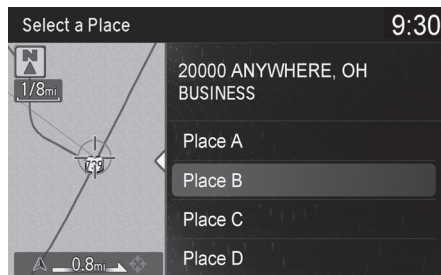 Select a Place
9:30
N
1/8mi
20000 ANYWHERE, OH
BUSINESS
Place A
Place B
Place C
Place D
0.8mi